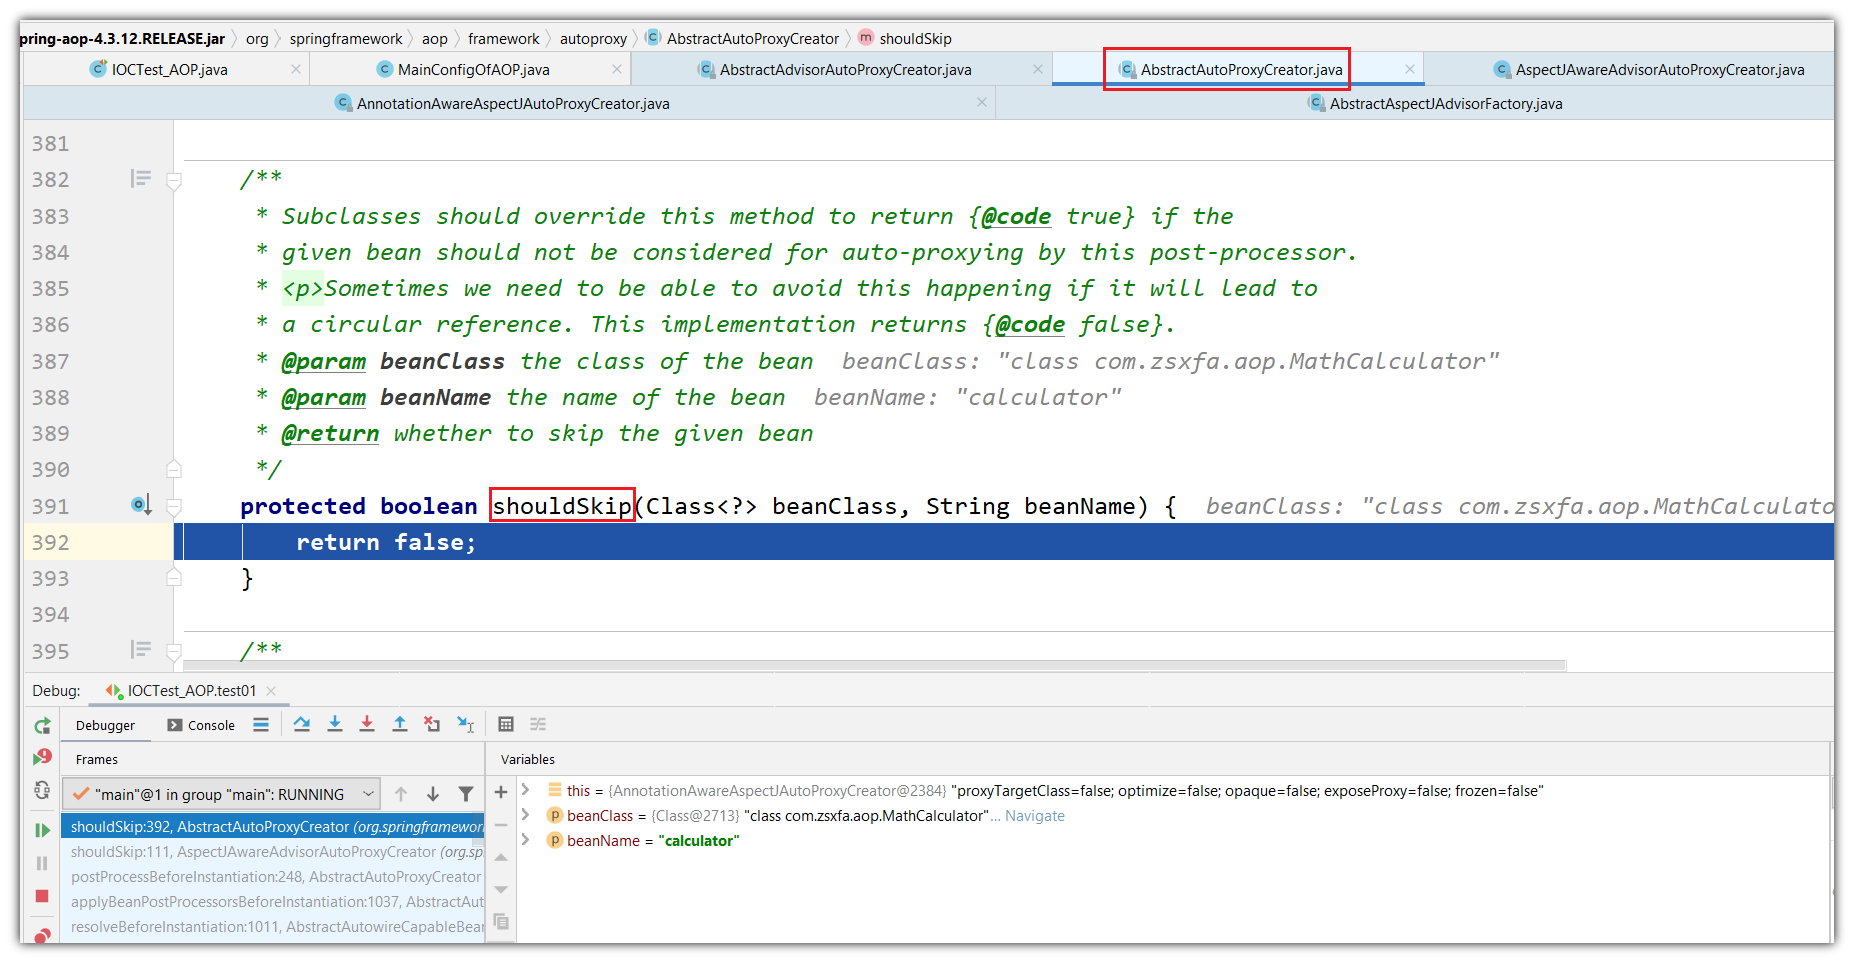 pring-aop-4.3.12.RELEASE.jar org springframework aop framework autoproxy AbstractAutoProxyCreator shouldSkip
IOCTest_AOP.java MainConfigOfAOP.java AbstractAdvisorAutoProxyCreator.java AbstractAutoProxyCreator.java AspectJAwareAdvisorAutoProxyCreator.java
AnnotationAwareAspectJAutoProxyCreator.java AbstractAspectJAdvisorFactory.java
381
382 /**
383 * Subclasses should override this method to return {@code true} if the
384 * given bean should not be considered for auto-proxying by this post-processor.
385 * <p>Sometimes we need to be able to avoid this happening if it will lead to
386 * a circular reference. This implementation returns {@code false}.
387 * @param beanClass the class of the bean beanClass: "class com.zsxfa.aop.MathCalculator"
388 * @param beanName the name of the bean beanName: "calculator"
389 * @return whether to skip the given bean
390 */
391 protected boolean shouldSkip(Class<?> beanClass, String beanName) { beanClass: "class com.zsxfa.aop.MathCalculato
392 return false;
393 }
394
395 /**
Debug: IOCTest_AOP.test01
Debugger Console
Frames Variables
"main"@1 in group "main": RUNNING
shouldSkip:392, AbstractAutoProxyCreator (org.springframework
shouldSkip:111, AspectJAwareAdvisorAutoProxyCreator (org.sp
postProcessBeforeInstantiation:248, AbstractAutoProxyCreator
applyBeanPostProcessorsBeforeInstantiation:1037, AbstractAut
resolveBeforeInstantiation:1011, AbstractAutowireCapableBean
this = {AnnotationAwareAspectJAutoProxyCreator@2384} "proxyTargetClass=false; optimize=false; opaque=false; exposeProxy=false; frozen=false"
beanClass = {Class@2713} "class com.zsxfa.aop.MathCalculator"... Navigate
beanName = "calculator"